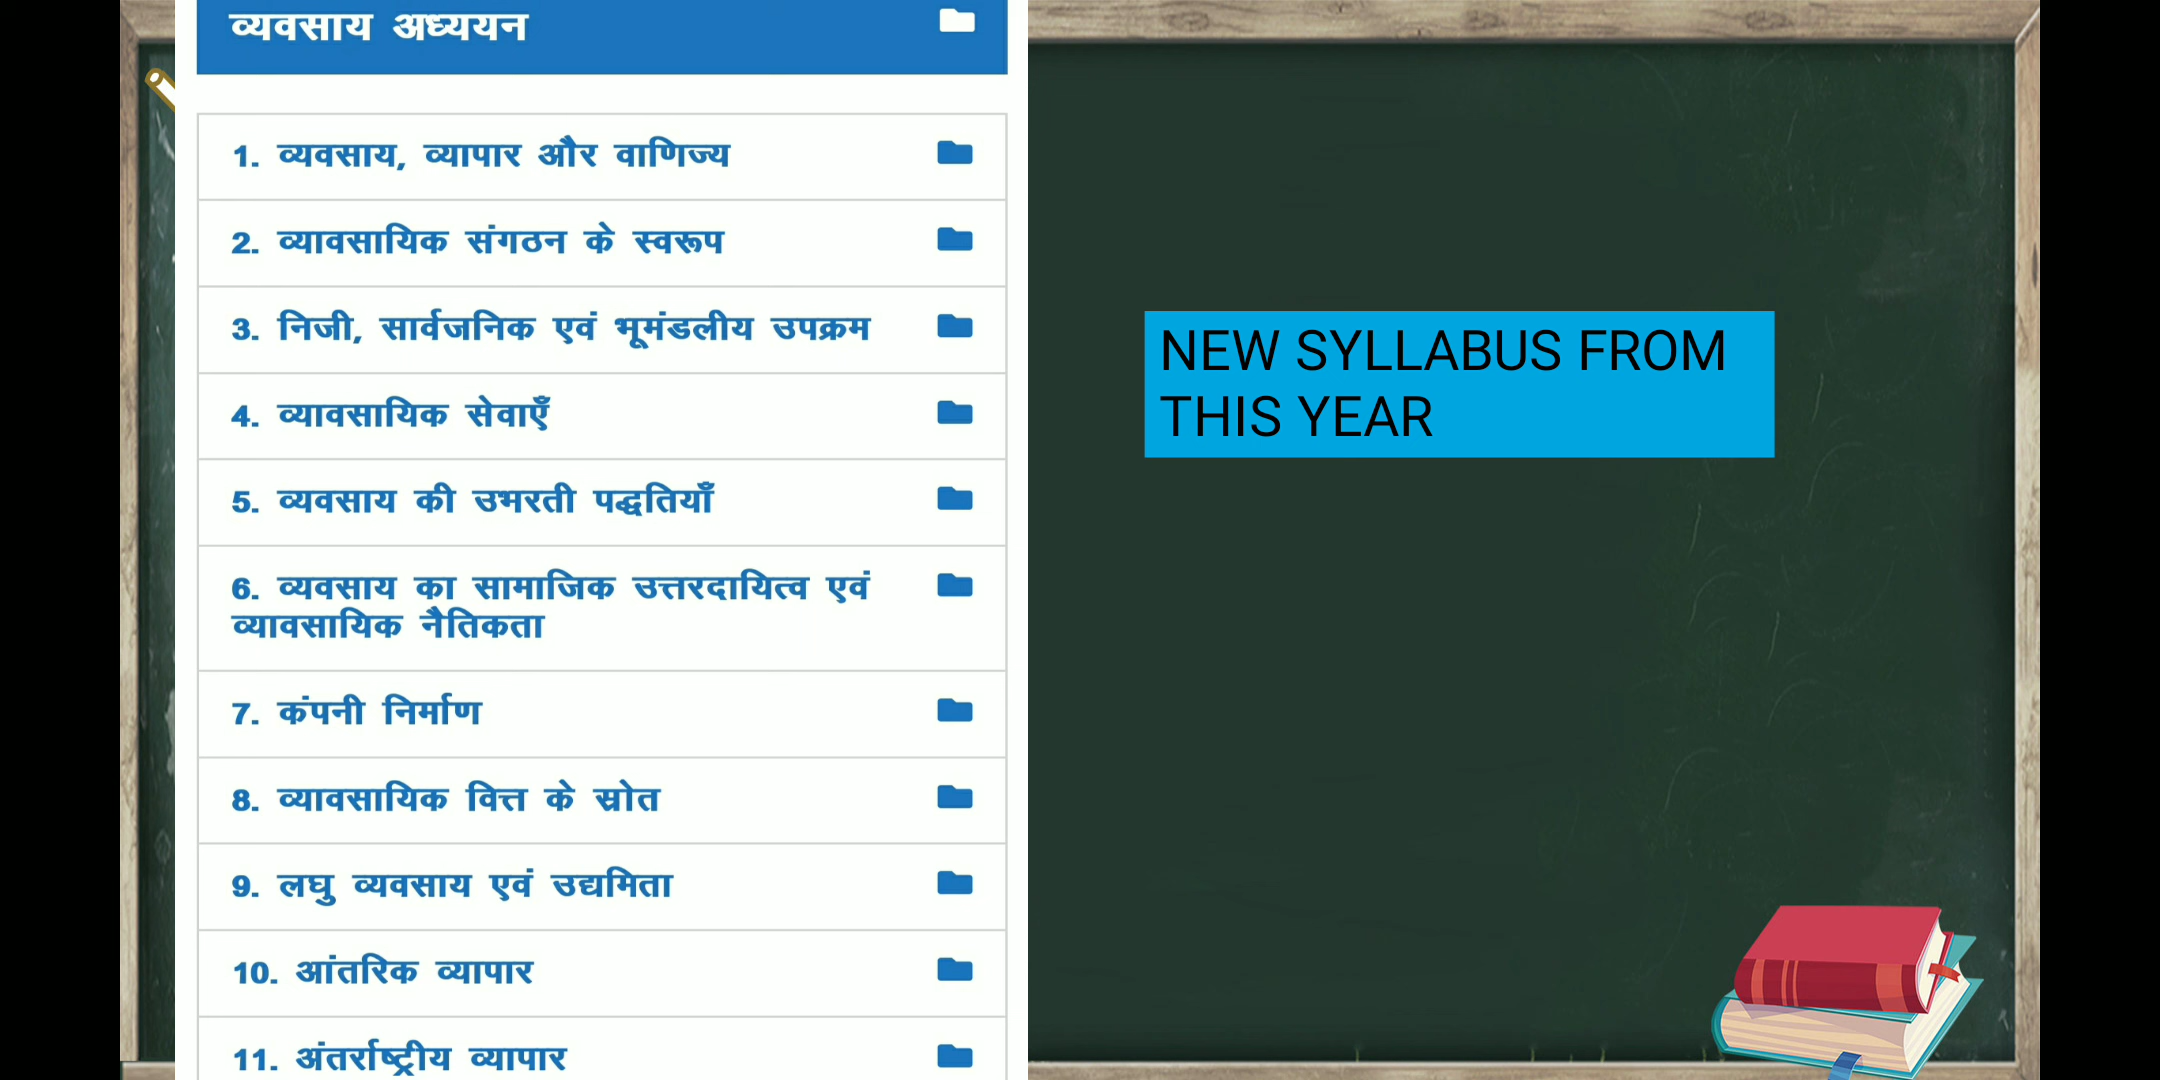 व्यवसाय अध्ययन
1. व्यवसाय, व्यापार और वाणिज्य
2. व्यावसायिक संगठन के स्वरूप
3. निजी, सार्वजनिक एवं भूमंडलीय उपक्रम
4. व्यावसायिक सेवाएँ
5. व्यवसाय की उभरती पद्धतियाँ
6. व्यवसाय का सामाजिक उत्तरदायित्व एवं
व्यावसायिक नैतिकता
7. कंपनी निर्माण
8. व्यावसायिक वित्त के स्रोत
9. लघु व्यवसाय एवं उद्यमिता
10. आंतरिक व्यापार
11. अंतर्राष्ट्रीय व्यापार
NEW SYLLABUS FROM
THIS YEAR